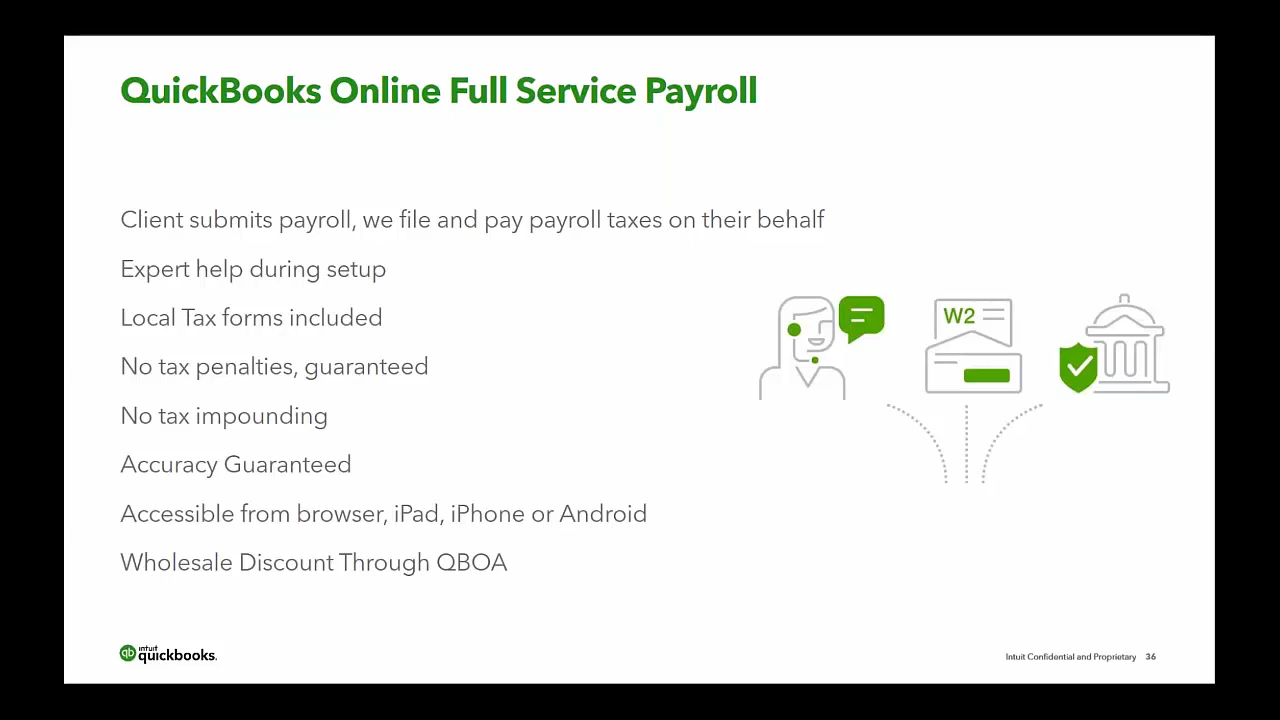 QuickBooks Online Full Service Payroll
Client submits payroll, we file and pay payroll taxes on their behalf
Expert help during setup
Local Tax forms included
No tax penalties, guaranteed
No tax impounding
Accuracy Guaranteed
Accessible from browser, iPad, iPhone or Android
Wholesale Discount Through QBOA
W2
qb intuit
quickbooks.
Intuit Confidential and Proprietary 36